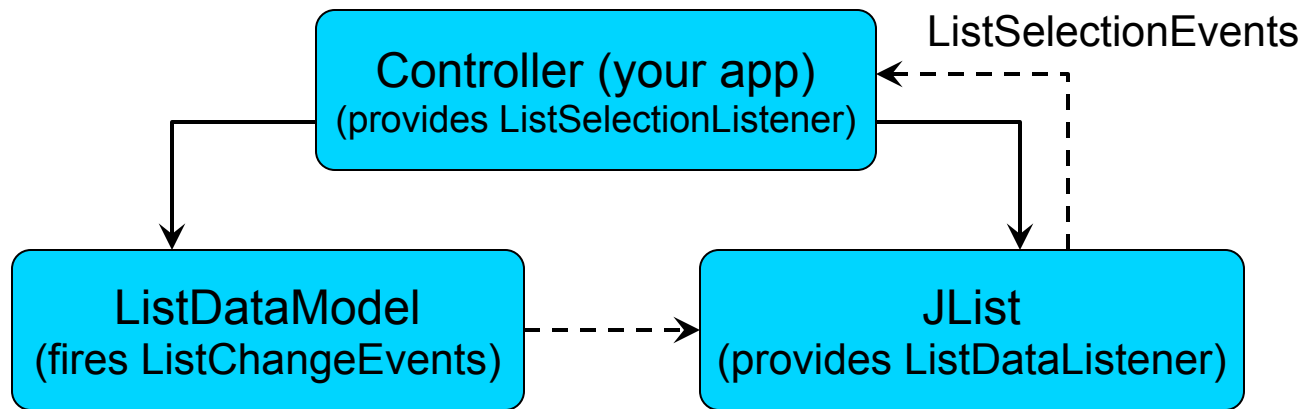 ListSelectionEvents
Controller (your app)
(provides ListSelectionListener)
ListDataModel
(fires ListChangeEvents)
JList
(provides ListDataListener)